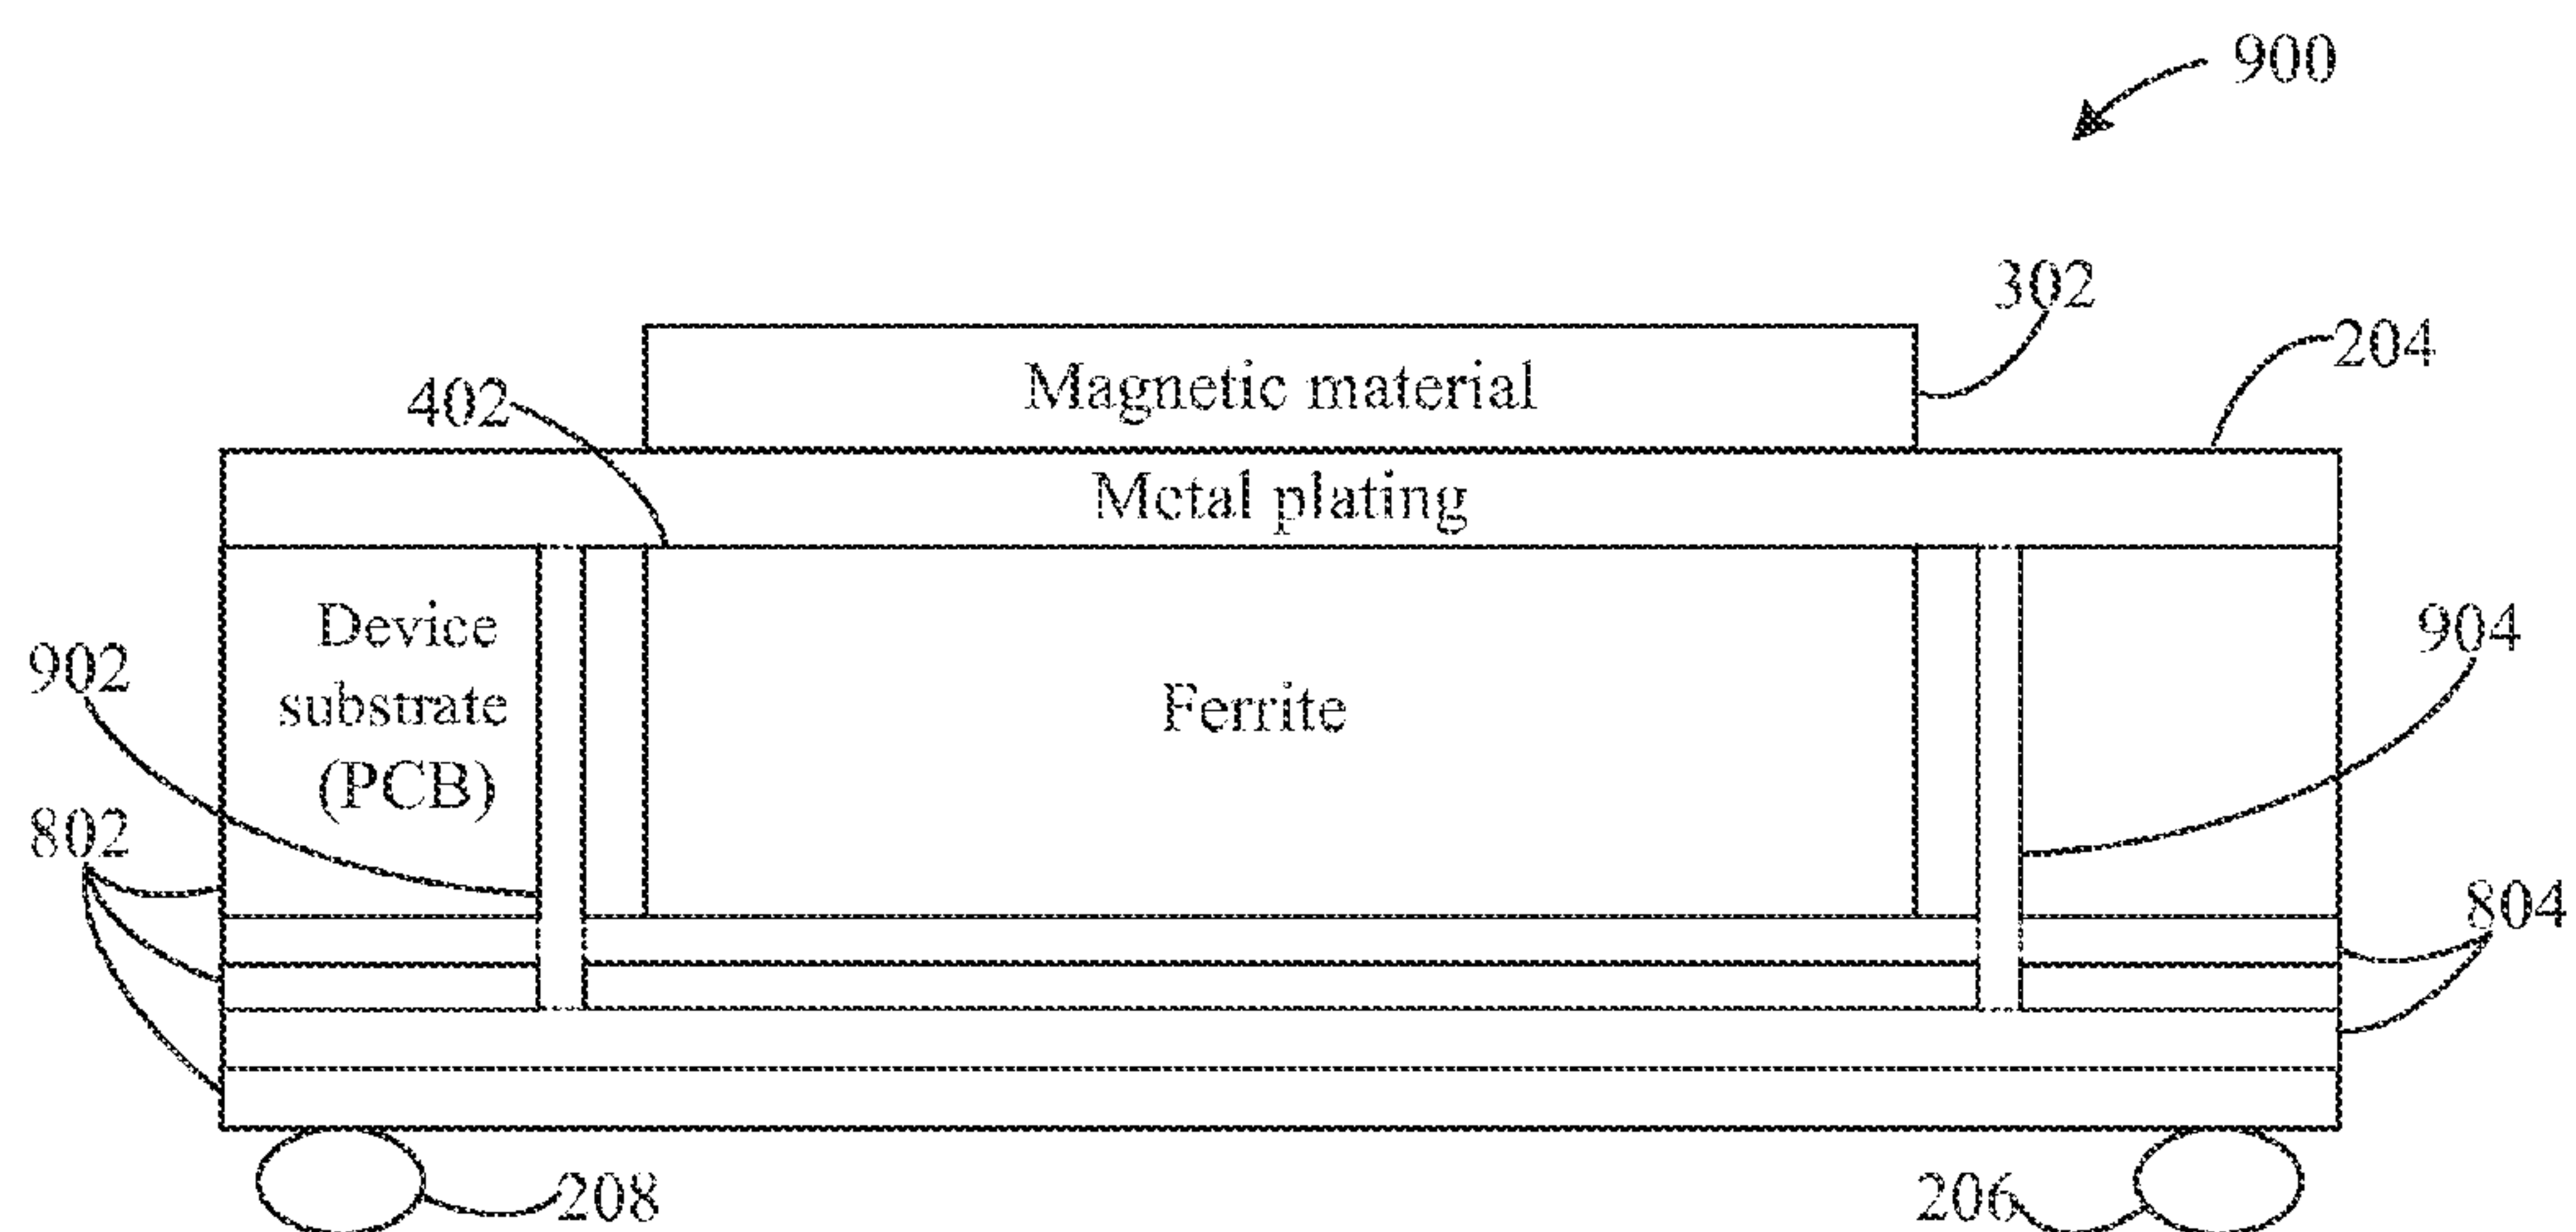 900
302
204
402
Magnetic material
Metal plating
Device
substrate
(PCB)
Ferrite
902
904
802
804
208
206